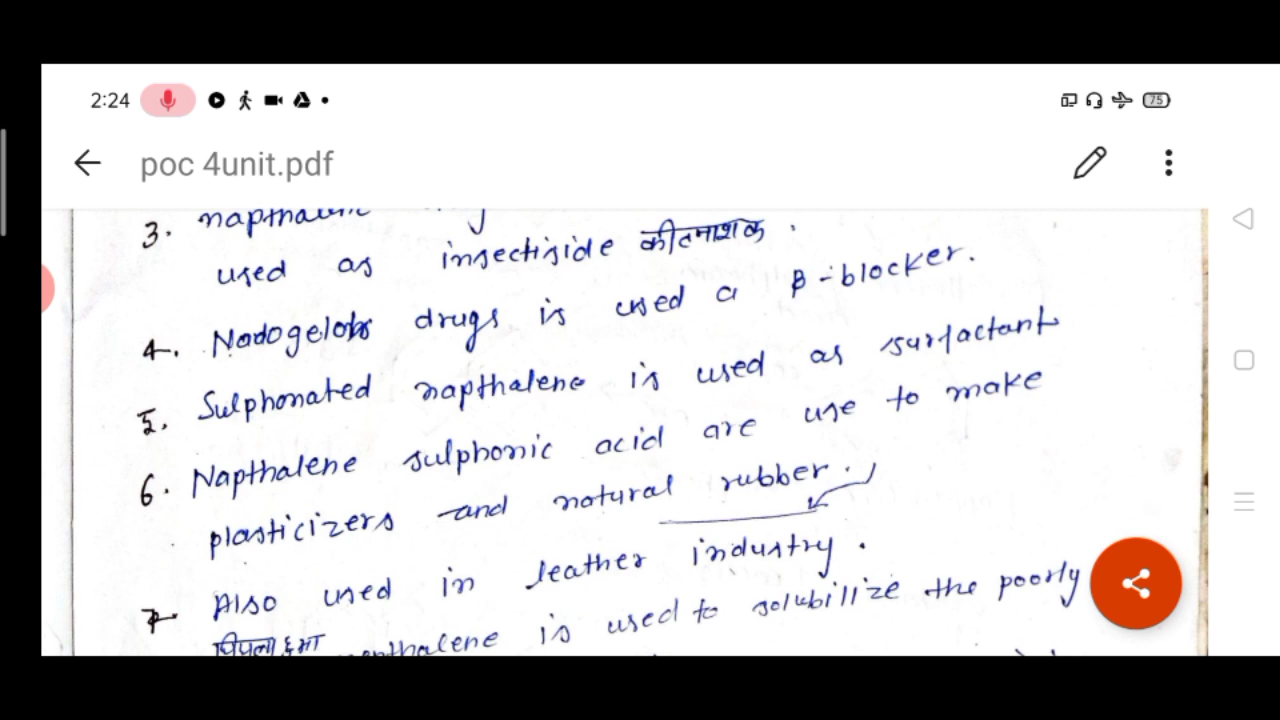 2:24
75
poc 4unit.pdf
3.
used as insectiside कीटनाशक .
4. drugs is used a β-blocker.
5. Sulphonated napthalene is used as surfactant
6. Napthalene sulphonic acid are use to make
plasticizers and natural rubber.
7 Also used in leather industry .
napthalene is used to solubilize the poorly